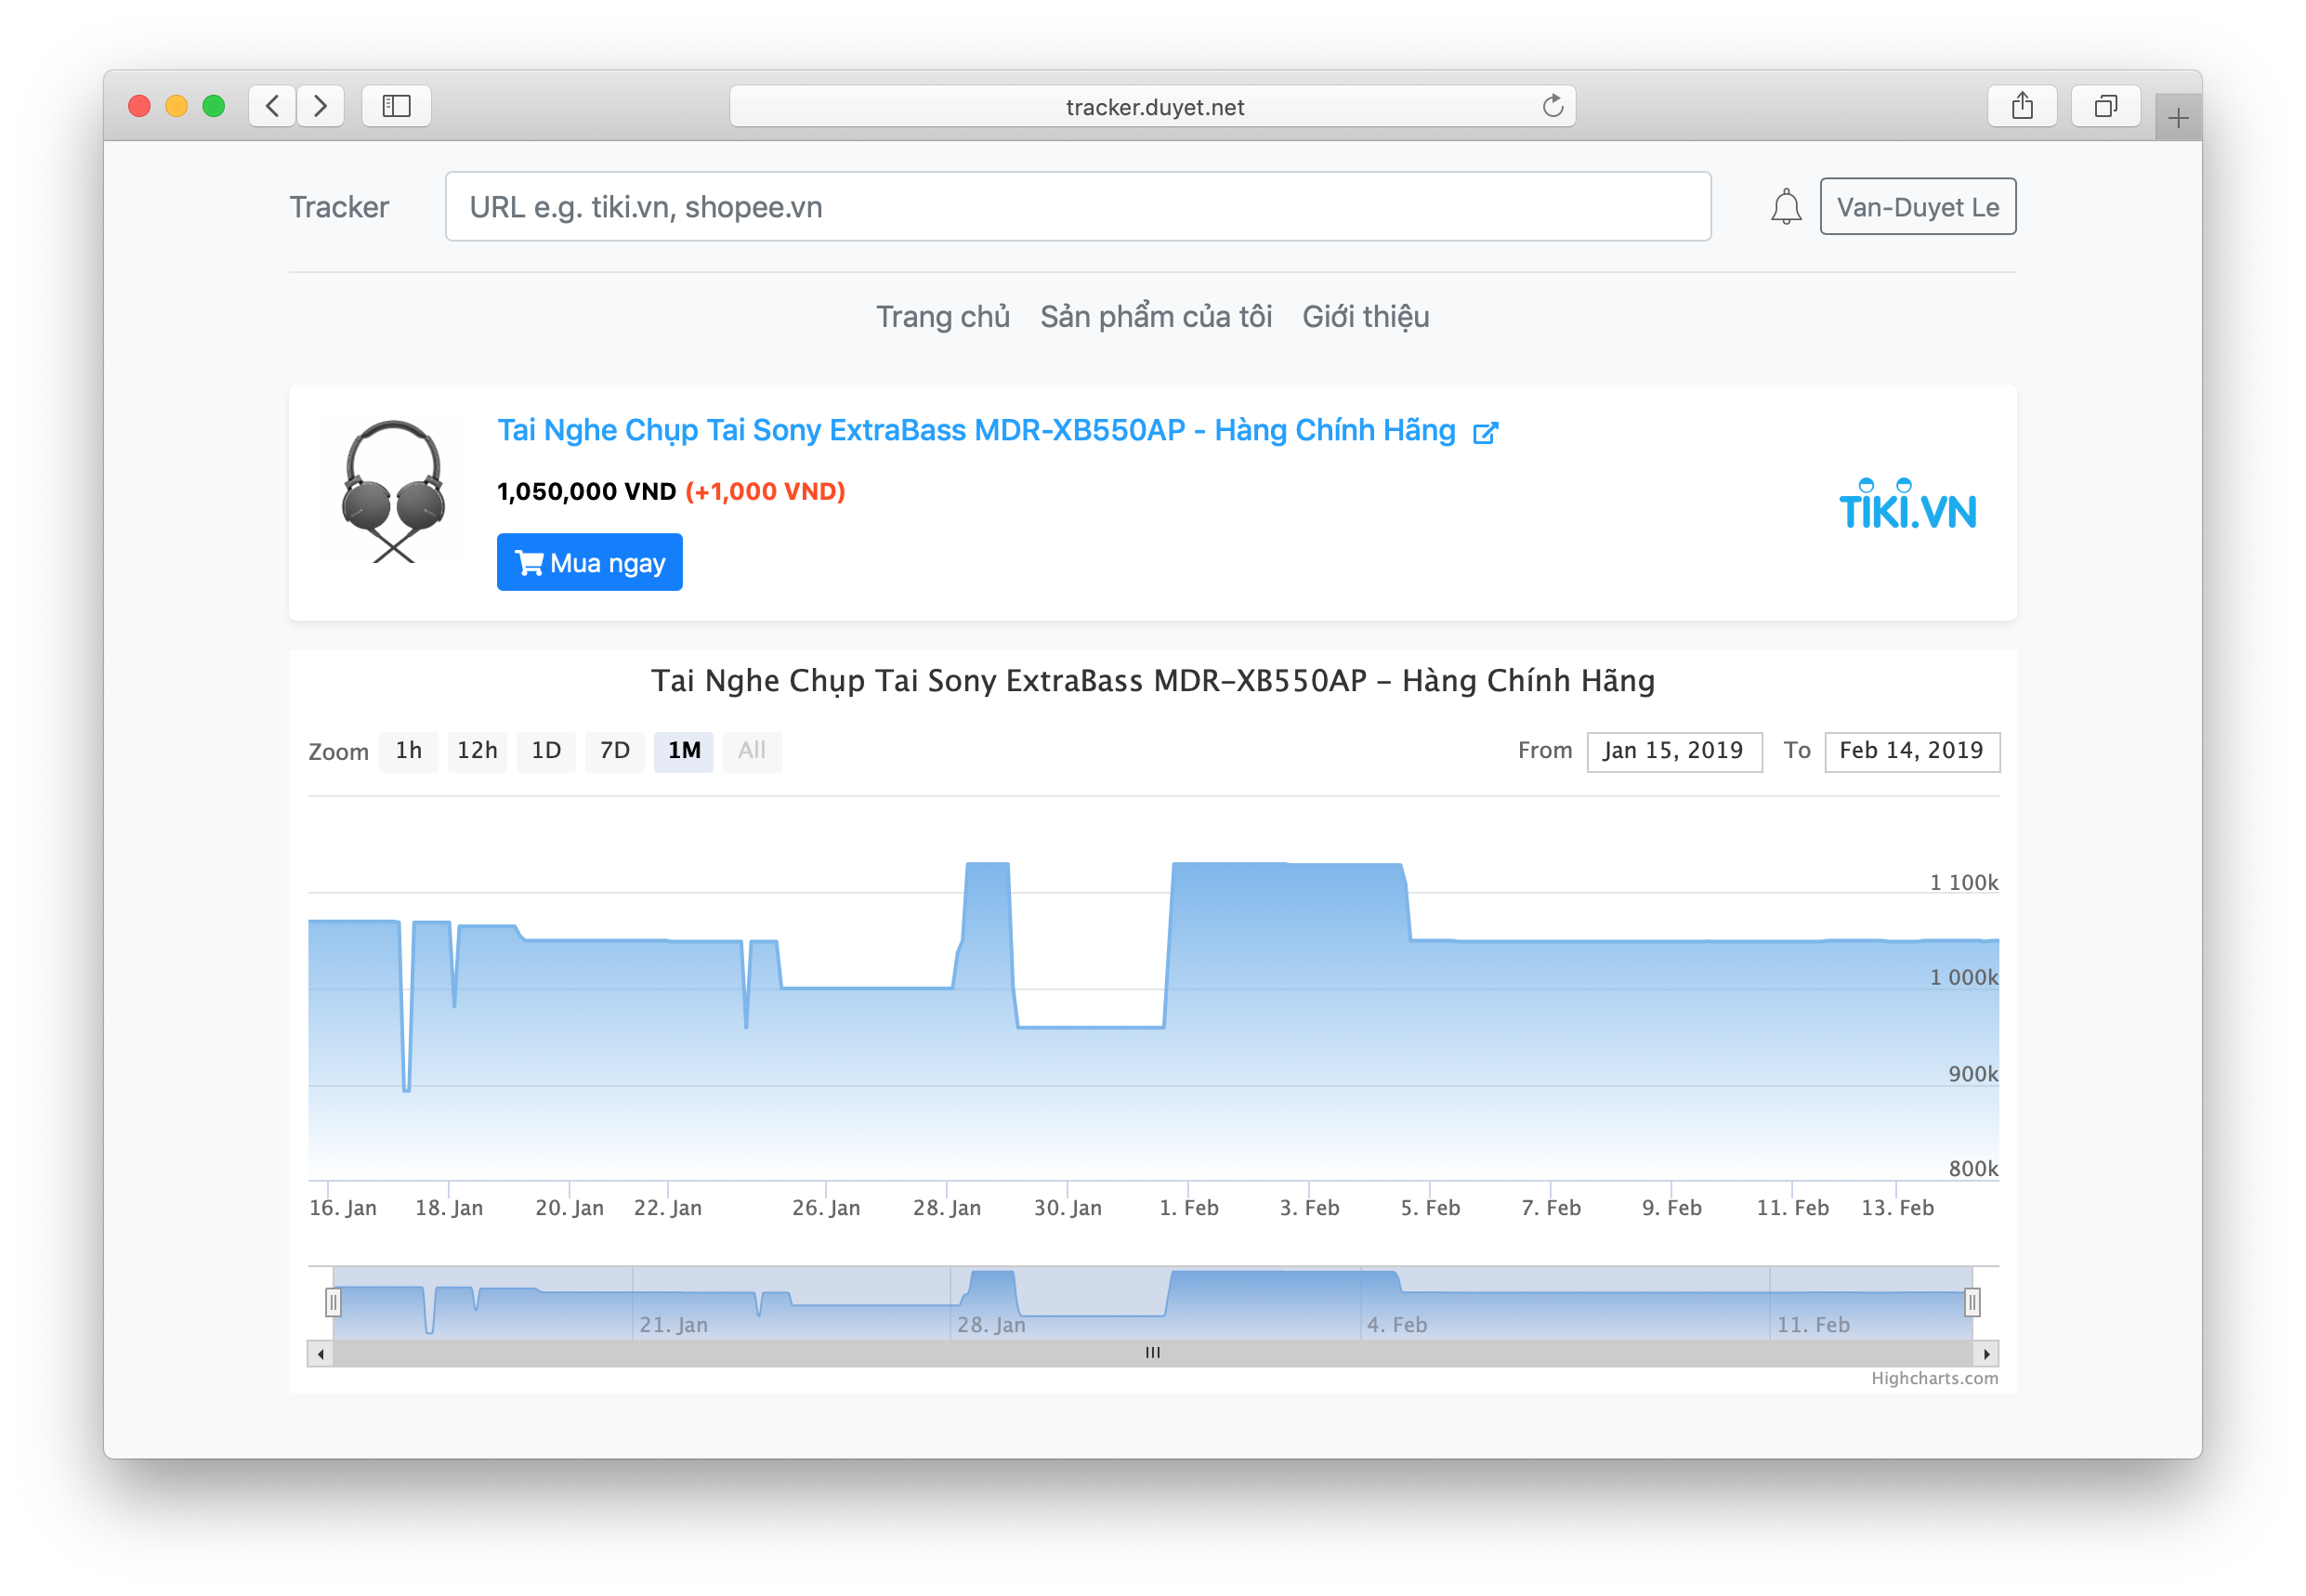 tracker.duyet.net
Tracker
URL e.g. tiki.vn, shopee.vn
Van-Duyet Le
Trang chủ Sản phẩm của tôi Giới thiệu
Tai Nghe Chụp Tai Sony ExtraBass MDR-XB550AP - Hàng Chính Hãng
1,050,000 VND (+1,000 VND)
TIKI.VN
Mua ngay
Tai Nghe Chụp Tai Sony ExtraBass MDR-XB550AP - Hàng Chính Hãng
Zoom 1h 12h 1D 7D 1M All From Jan 15, 2019 To Feb 14, 2019
1 100k
1 000k
900k
800k
16. Jan 18. Jan 20. Jan 22. Jan 26. Jan 28. Jan 30. Jan 1. Feb 3. Feb 5. Feb 7. Feb 9. Feb 11. Feb 13. Feb
21. Jan 28. Jan 4. Feb 11. Feb
Highcharts.com